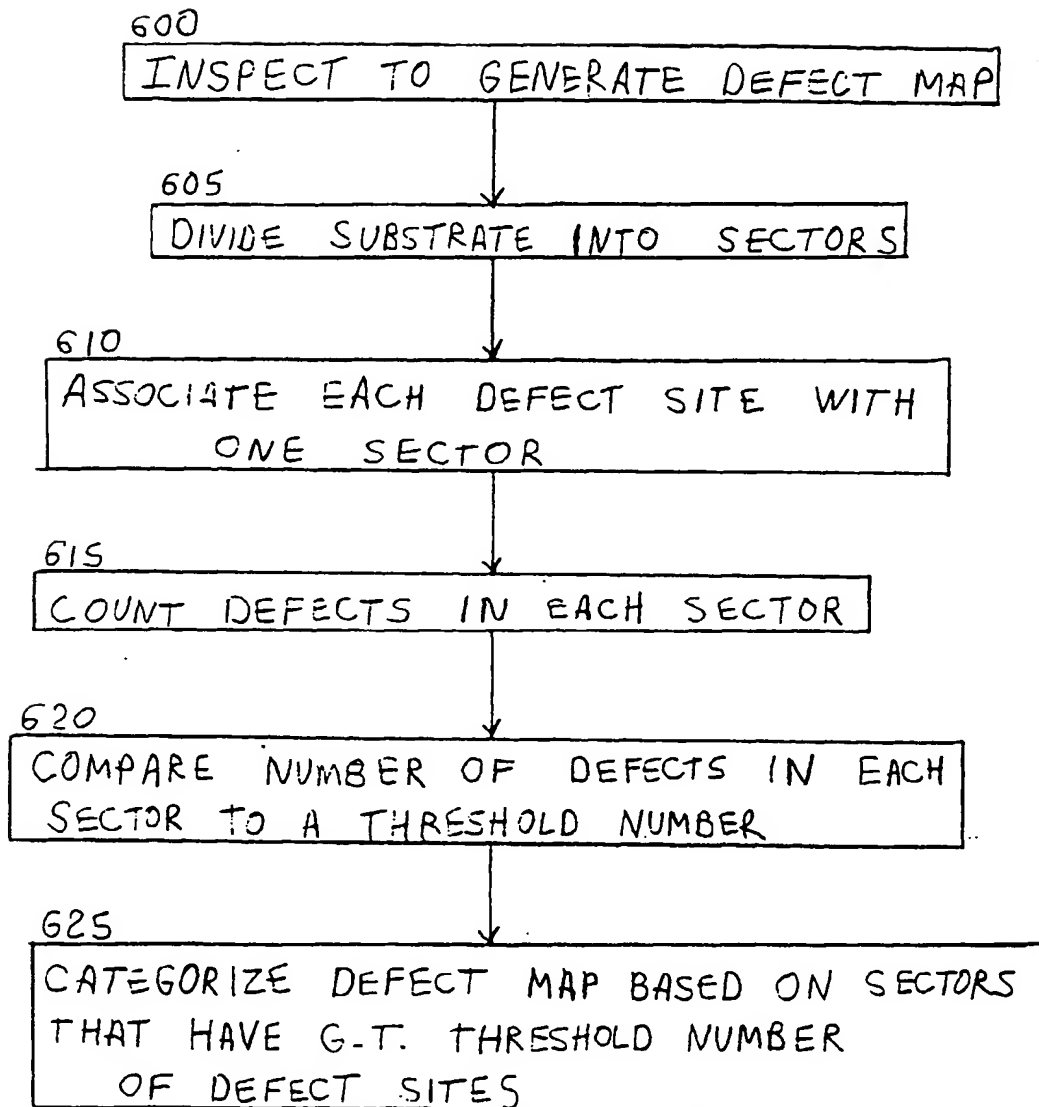 600
INSPECT TO GENERATE DEFECT MAP
605
DIVIDE SUBSTRATE INTO SECTORS
610
ASSOCIATE EACH DEFECT SITE WITH
ONE SECTOR
615
COUNT DEFECTS IN EACH SECTOR
620
COMPARE NUMBER OF DEFECTS IN EACH
SECTOR TO A THRESHOLD NUMBER
625
CATEGORIZE DEFECT MAP BASED ON SECTORS
THAT HAVE G.T. THRESHOLD NUMBER
OF DEFECT SITES